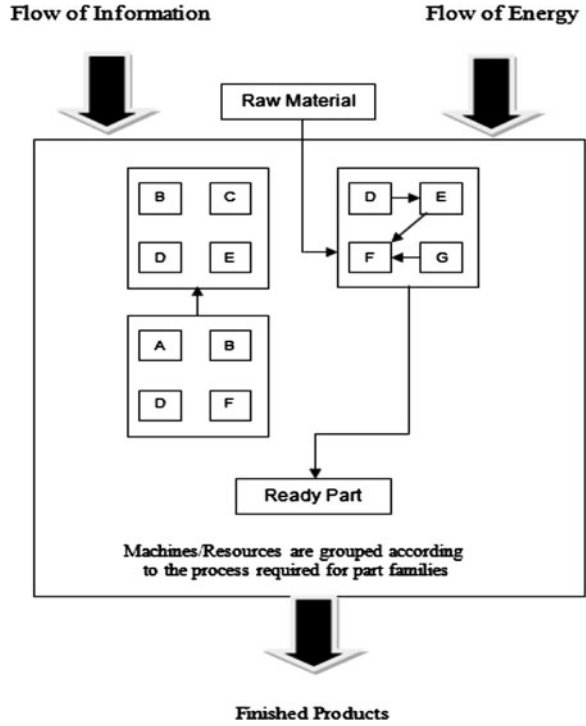 Flow of Information
Flow of Energy
Raw Material
B C
D E
D E
F G
A B
D F
Ready Part
Machines/Resources are grouped according
to the process required for part families
Finished Products